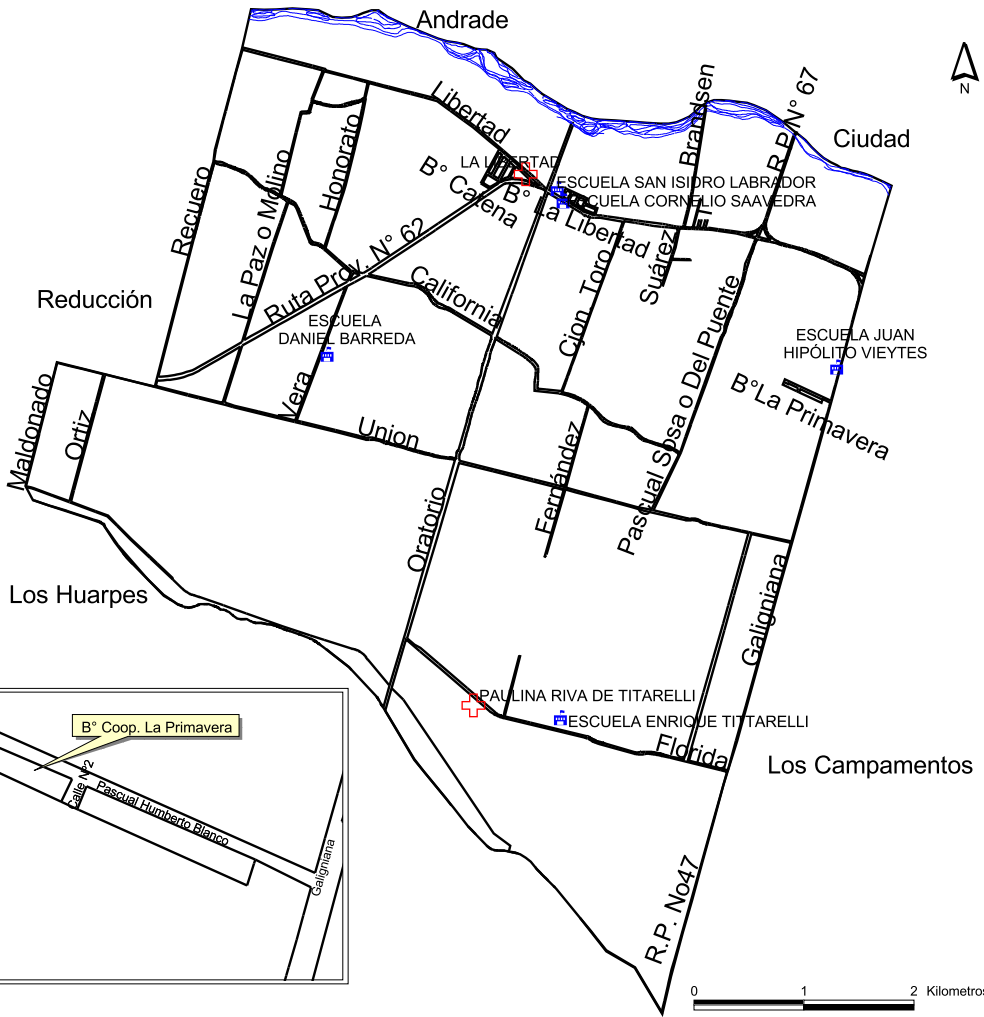 Andrade
N
Brandsen
R.P. N° 67
Libertad
Ciudad
Honorato
LA LIBERTAD
B° Catena
ESCUELA SAN ISIDRO LABRADOR
B° La Libertad
ESCUELA CORNELIO SAAVEDRA
Recuero
La Paz o Molino
Ruta Prov. N° 62
California
Cjon. Toro
Suárez
Reducción
ESCUELA
DANIEL BARREDA
Pascual Sosa o Del Puente
ESCUELA JUAN
HIPÓLITO VIEYTES
B°La Primavera
Maldonado
Ortiz
Vera
Union
Fernández
Oratorio
Los Huarpes
Galigniana
PAULINA RIVA DE TITARELLI
ESCUELA ENRIQUE TITTARELLI
Florida
Los Campamentos
B° Coop. La Primavera
Calle Nº2
Pascual Humberto Blanco
Galigniana
R.P. No47
0 1 2 Kilometros